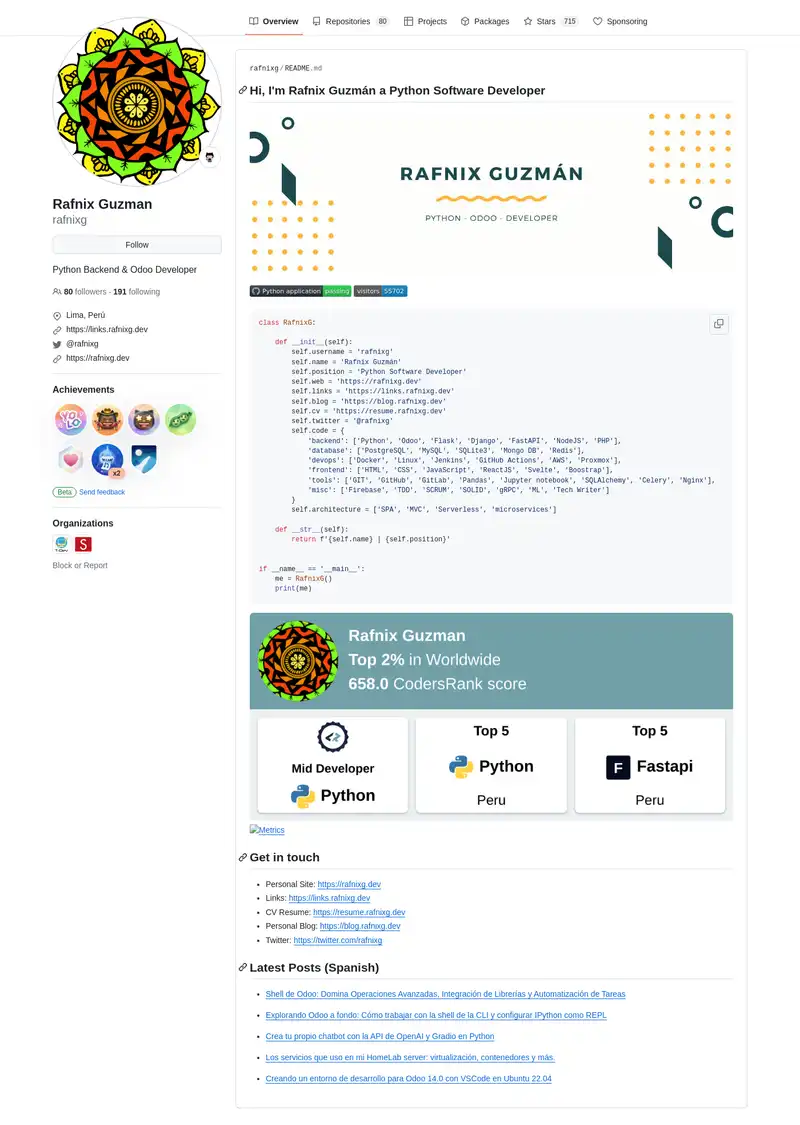 Overview Repositories 80 Projects Packages Stars 715 Sponsoring
Rafnix Guzman
rafnixg
Follow
Python Backend & Odoo Developer
80 followers · 191 following
Lima, Perú
https://links.rafnixg.dev
@rafnixg
https://rafnixg.dev
Achievements
x2
Beta Send feedback
Organizations
Block or Report
rafnixg / README.md
Hi, I'm Rafnix Guzmán a Python Software Developer
RAFNIX GUZMÁN
PYTHON · ODOO · DEVELOPER
Python application passing visitors 55702
class RafnixG:
def __init__(self):
self.username = 'rafnixg'
self.name = 'Rafnix Guzmán'
self.position = 'Python Software Developer'
self.web = 'https://rafnixg.dev'
self.links = 'https://links.rafnixg.dev'
self.blog = 'https://blog.rafnixg.dev'
self.cv = 'https://resume.rafnixg.dev'
self.twitter = '@rafnixg'
self.code = {
'backend': ['Python', 'Odoo', 'Flask', 'Django', 'FastAPI', 'NodeJS', 'PHP'],
'database': ['PostgreSQL', 'MySQL', 'SQLite3', 'Mongo DB', 'Redis'],
'devops': ['Docker', 'Linux', 'Jenkins', 'GitHub Actions', 'AWS', 'Proxmox'],
'frontend': ['HTML', 'CSS', 'JavaScript', 'ReactJS', 'Svelte', 'Boostrap'],
'tools': ['GIT', 'GitHub', 'GitLab', 'Pandas', 'Jupyter notebook', 'SQLAlchemy', 'Celery', 'Nginx'],
'misc': ['Firebase', 'TDD', 'SCRUM', 'SOLID', 'gRPC', 'ML', 'Tech Writer']
}
self.architecture = ['SPA', 'MVC', 'Serverless', 'microservices']
def __str__(self):
return f'{self.name} | {self.position}'
if __name__ == '__main__':
me = RafnixG()
print(me)
Rafnix Guzman
Top 2% in Worldwide
658.0 CodersRank score
Mid Developer
Python
Top 5
Python
Peru
Top 5
F Fastapi
Peru
Metrics
Get in touch
Personal Site: https://rafnixg.dev
Links: https://links.rafnixg.dev
CV Resume: https://resume.rafnixg.dev
Personal Blog: https://blog.rafnixg.dev
Twitter: https://twitter.com/rafnixg
Latest Posts (Spanish)
Shell de Odoo: Domina Operaciones Avanzadas, Integración de Librerías y Automatización de Tareas
Explorando Odoo a fondo: Cómo trabajar con la shell de la CLI y configurar IPython como REPL
Crea tu propio chatbot con la API de OpenAI y Gradio en Python
Los servicios que uso en mi HomeLab server: virtualización, contenedores y más.
Creando un entorno de desarrollo para Odoo 14.0 con VSCode en Ubuntu 22.04